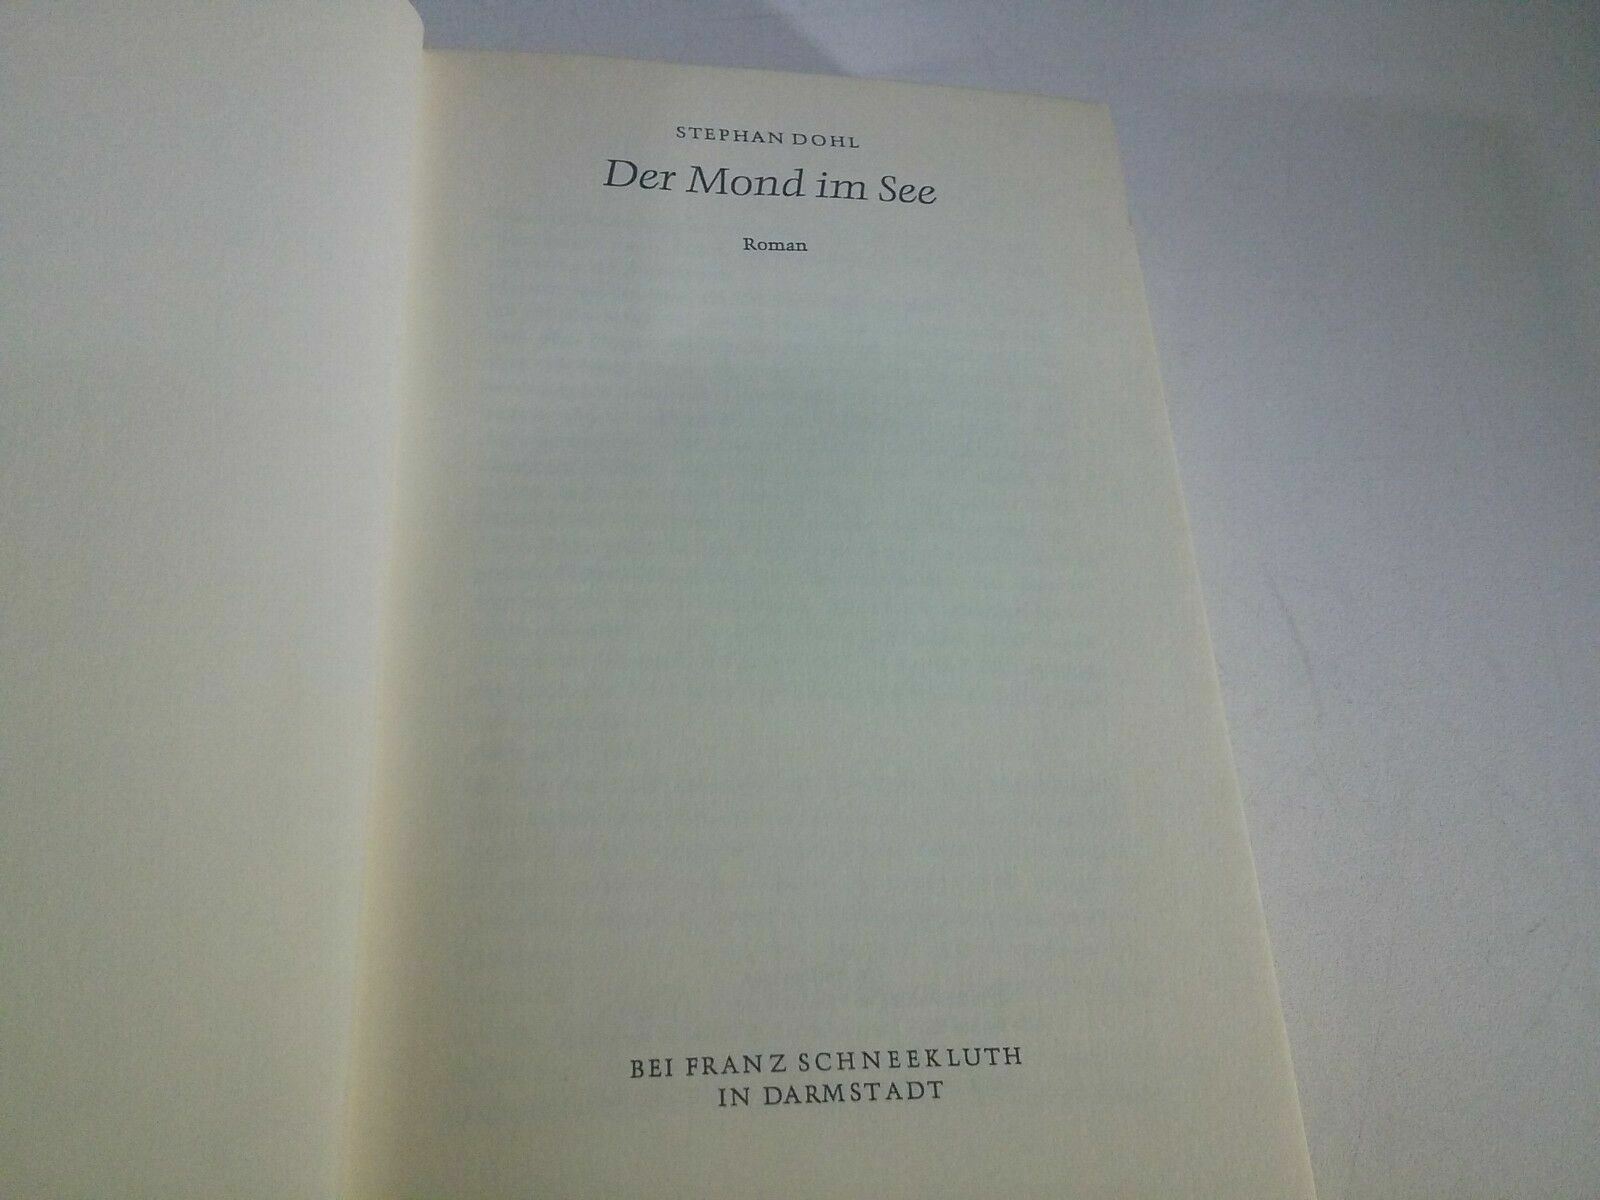 STEPHAN DOHL
Der Mond im See
Roman
BEI FRANZ SCHNEEKLUTH
IN DARMSTADT